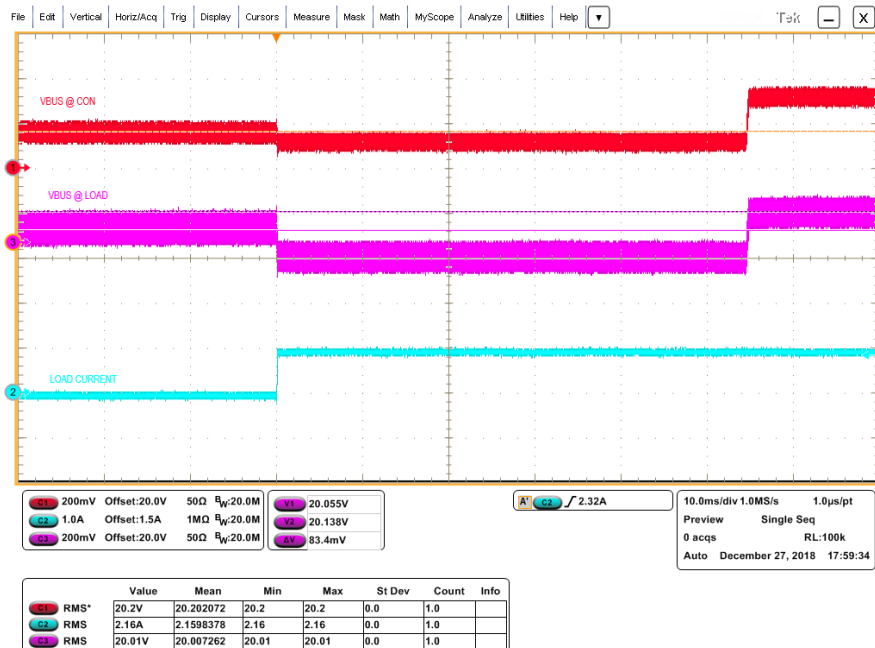 File Edit Vertical Horiz/Acq Trig Display Cursors Measure Mask Math MyScope Analyze Utilities Help Tek X
VBUS @ CON
1
VBUS @ LOAD
3
LOAD CURRENT
2
C1 200mV Offset:20.0V 50Ω BW:20.0M
C2 1.0A Offset:1.5A 1MΩ BW:20.0M
C3 200mV Offset:20.0V 50Ω BW:20.0M
V1 20.055V
V2 20.138V
ΔV 83.4mV
A' C2 2.32A
10.0ms/div 1.0MS/s 1.0µs/pt
Preview Single Seq
0 acqs RL:100k
Auto December 27, 2018 17:59:34
Value Mean Min Max St Dev Count Info
C1 RMS* 20.2V 20.202072 20.2 20.2 0.0 1.0
C2 RMS 2.16A 2.1598378 2.16 2.16 0.0 1.0
C3 RMS 20.01V 20.007262 20.01 20.01 0.0 1.0